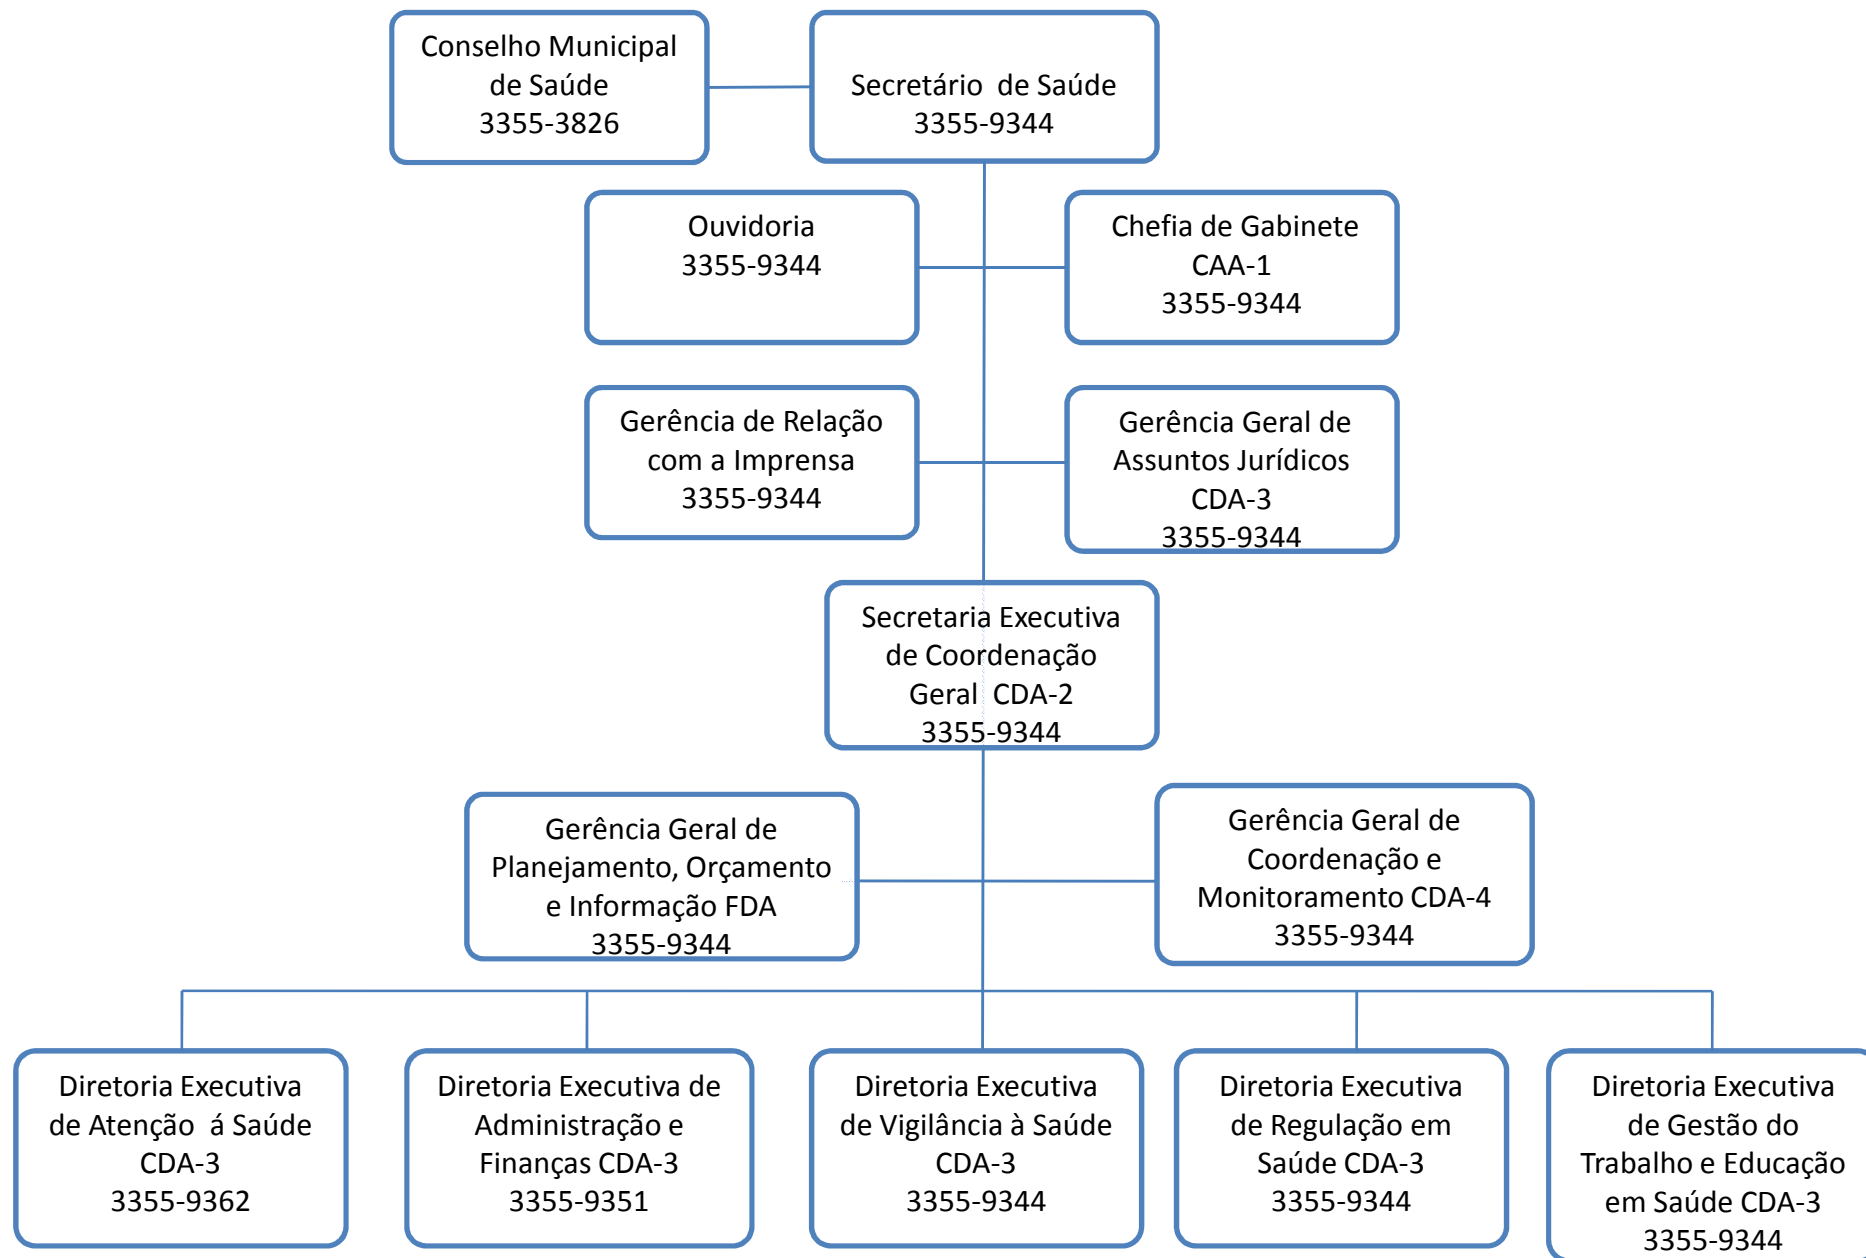 Conselho Municipal
de Saúde
3355-3826
Secretário  de Saúde
3355-9344
Ouvidoria
3355-9344
Chefia de Gabinete
CAA-1
3355-9344
Gerência de Relação
com a Imprensa
3355-9344
Gerência Geral de
Assuntos Jurídicos
CDA-3
3355-9344
Secretaria Executiva
de Coordenação
Geral  CDA-2
3355-9344
Gerência Geral de
Planejamento, Orçamento
e Informação FDA
3355-9344
Gerência Geral de
Coordenação e
Monitoramento CDA-4
3355-9344
Diretoria Executiva
de Atenção  á Saúde
CDA-3
3355-9362
Diretoria Executiva de
Administração e
Finanças CDA-3
3355-9351
Diretoria Executiva
de Vigilância à Saúde
CDA-3
3355-9344
Diretoria Executiva
de Regulação em
Saúde CDA-3
3355-9344
Diretoria Executiva
de Gestão do
Trabalho e Educação
em Saúde CDA-3
3355-9344